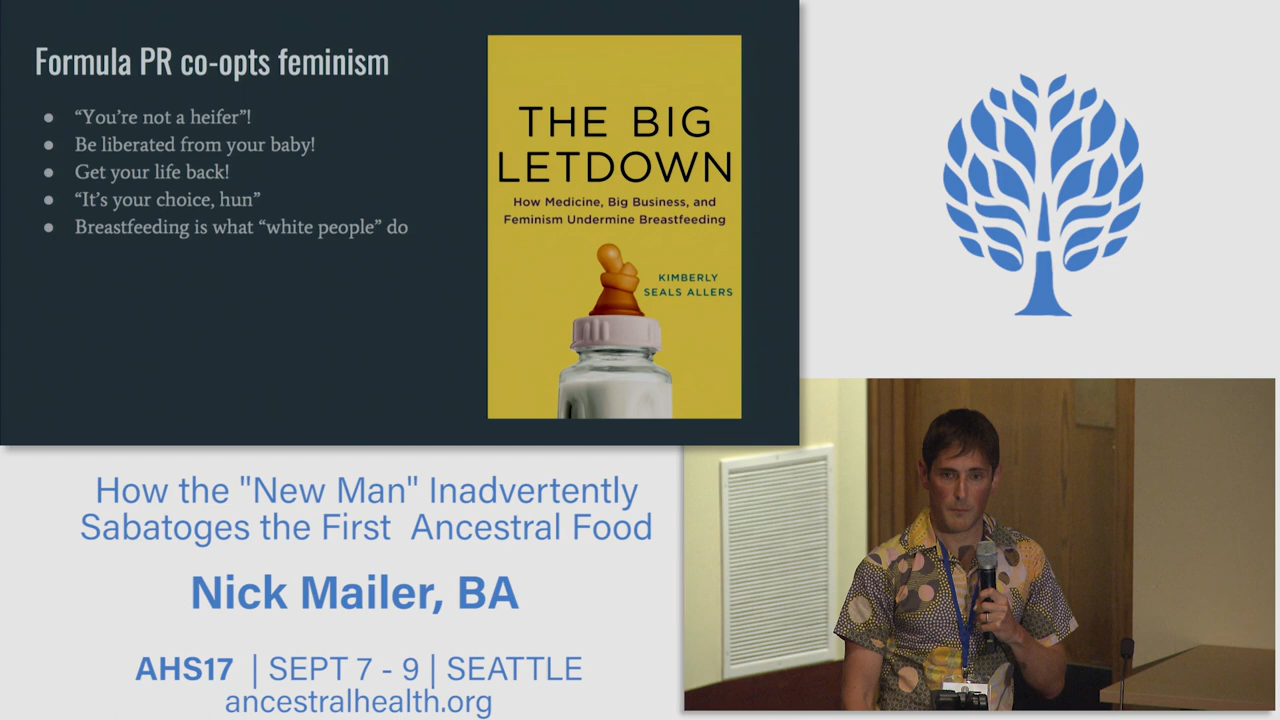 Formula PR co-opts feminism
● “You’re not a heifer”!
● Be liberated from your baby!
● Get your life back!
● “It’s your choice, hun”
● Breastfeeding is what “white people” do
THE BIG
LETDOWN
How Medicine, Big Business, and
Feminism Undermine Breastfeeding
KIMBERLY
SEALS ALLERS
How the "New Man" Inadvertently
Sabatoges the First Ancestral Food
Nick Mailer, BA
AHS17 | SEPT 7 - 9 | SEATTLE
ancestralhealth.org